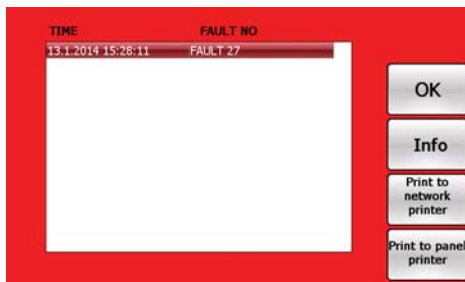 TIME FAULT NO
13.1.2014 15:28:11 FAULT 27
OK
Info
Print to
network
printer
Print to panel
printer